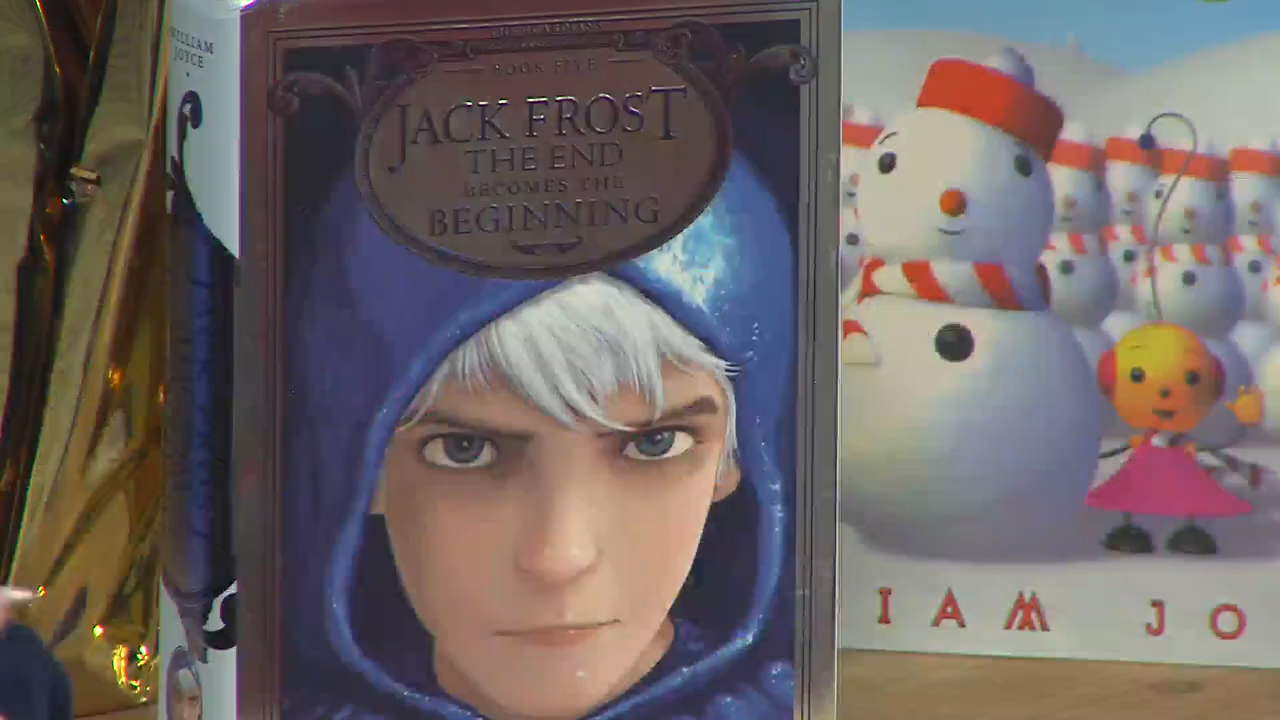 WILLIAM
JOYCE
BOOK FIVE
JACK FROST
THE END
BECOMES THE
BEGINNING
I AM JO